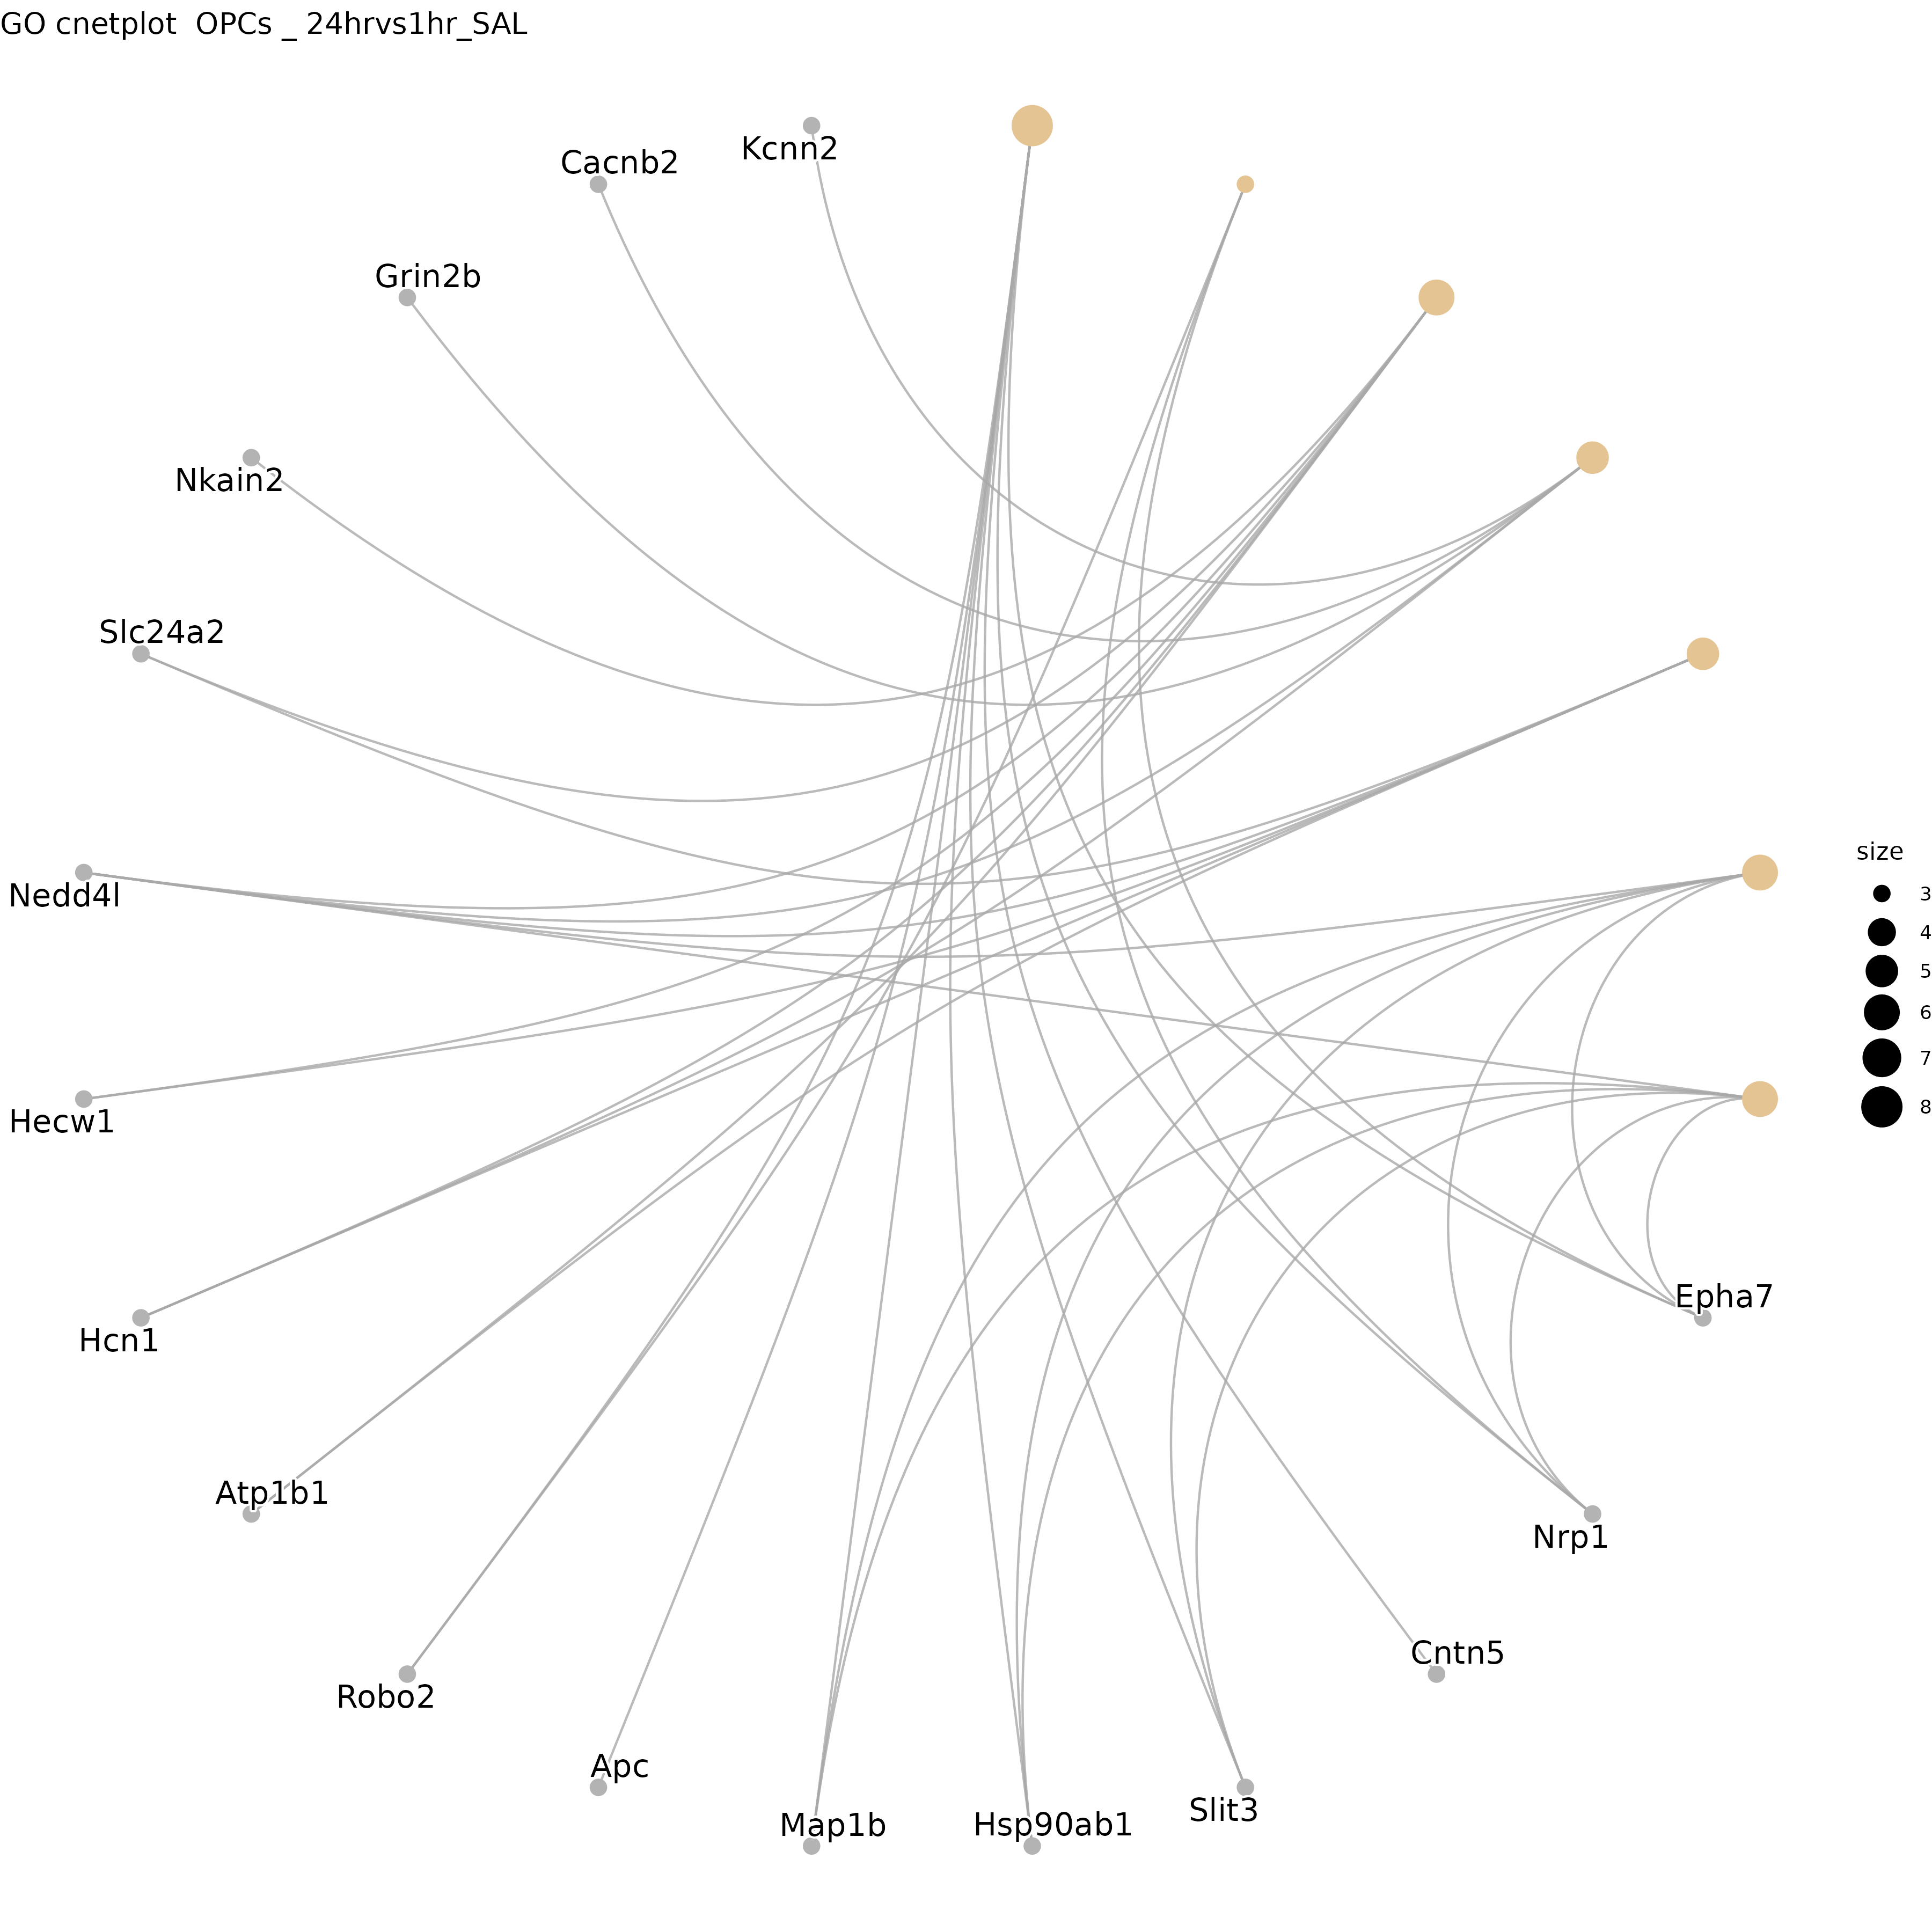 GO cnetplot  OPCs _ 24hrvs1hr_SAL
Kcnn2
Cacnb2
Grin2b
Nkain2
Slc24a2
Nedd4l
Hecw1
Hcn1
Atp1b1
Robo2
Apc
Map1b
Hsp90ab1
Slit3
Cntn5
Nrp1
Epha7
size
3
4
5
6
7
8